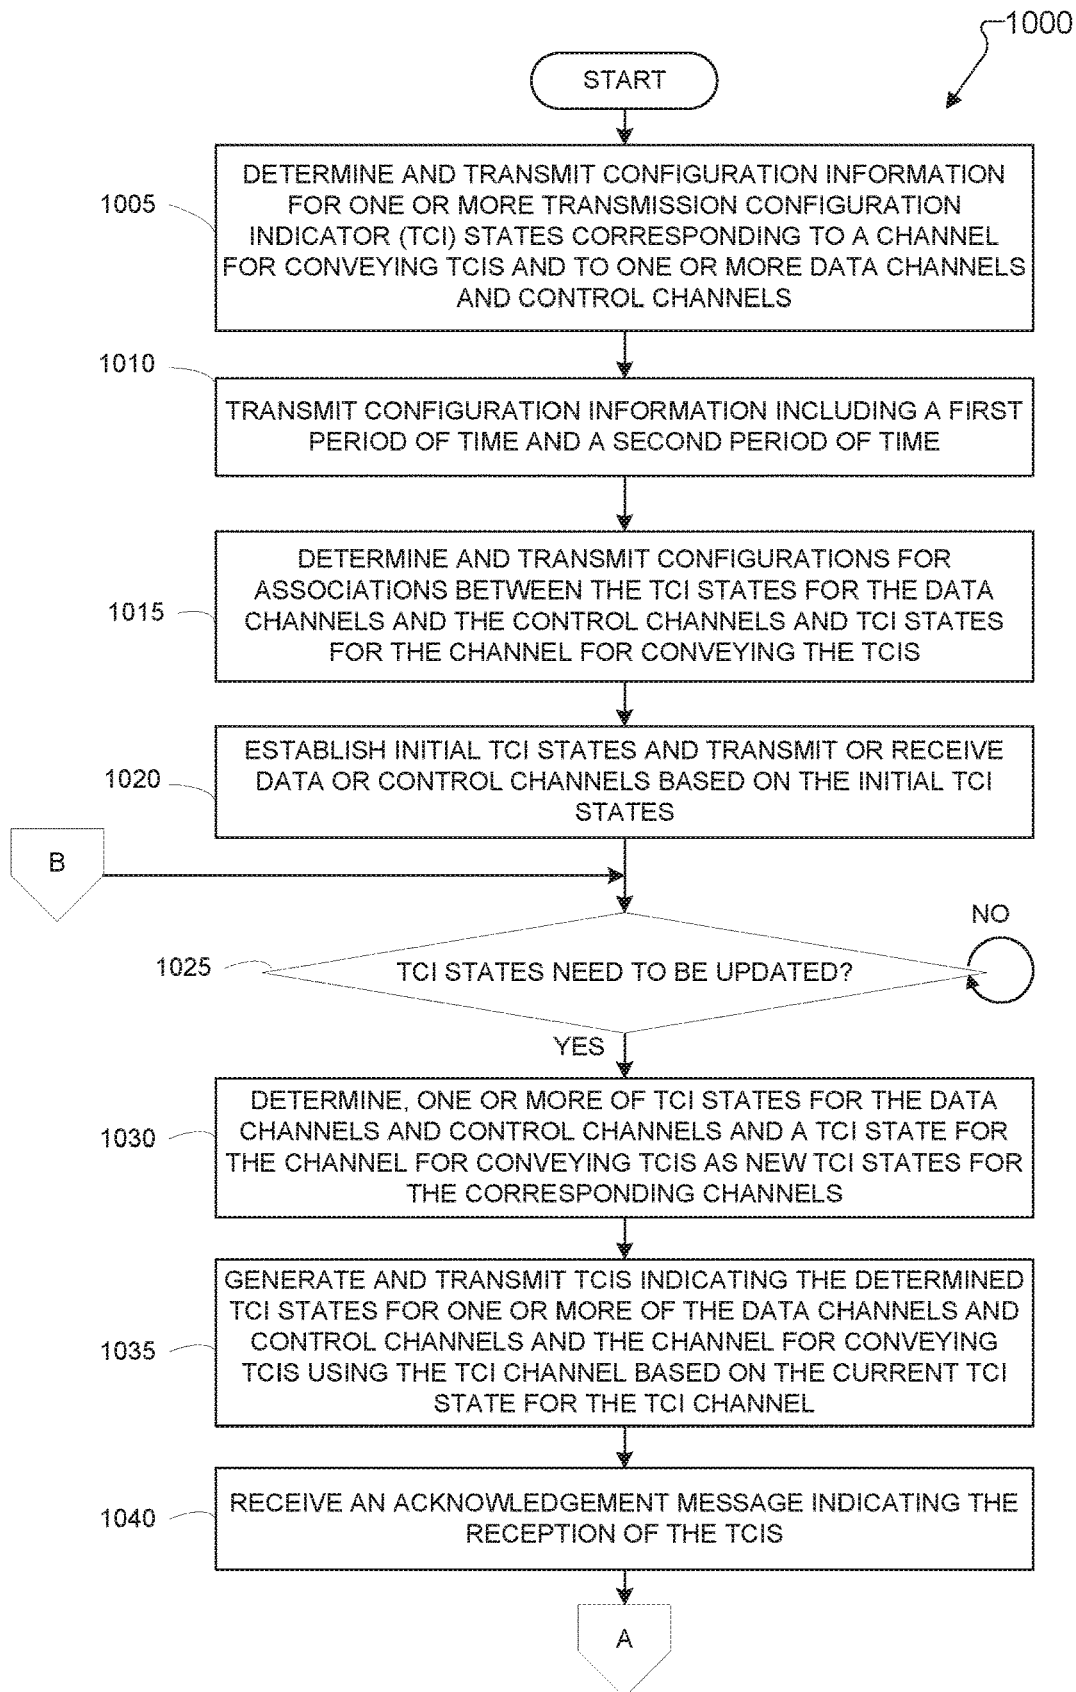 1000
START
1005
DETERMINE AND TRANSMIT CONFIGURATION INFORMATION
FOR ONE OR MORE TRANSMISSION CONFIGURATION
INDICATOR (TCI) STATES CORRESPONDING TO A CHANNEL
FOR CONVEYING TCIS AND TO ONE OR MORE DATA CHANNELS
AND CONTROL CHANNELS
1010
TRANSMIT CONFIGURATION INFORMATION INCLUDING A FIRST
PERIOD OF TIME AND A SECOND PERIOD OF TIME
1015
DETERMINE AND TRANSMIT CONFIGURATIONS FOR
ASSOCIATIONS BETWEEN THE TCI STATES FOR THE DATA
CHANNELS AND THE CONTROL CHANNELS AND TCI STATES
FOR THE CHANNEL FOR CONVEYING THE TCIS
1020
ESTABLISH INITIAL TCI STATES AND TRANSMIT OR RECEIVE
DATA OR CONTROL CHANNELS BASED ON THE INITIAL TCI
STATES
B
1025
TCI STATES NEED TO BE UPDATED?
NO
YES
1030
DETERMINE, ONE OR MORE OF TCI STATES FOR THE DATA
CHANNELS AND CONTROL CHANNELS AND A TCI STATE FOR
THE CHANNEL FOR CONVEYING TCIS AS NEW TCI STATES FOR
THE CORRESPONDING CHANNELS
1035
GENERATE AND TRANSMIT TCIS INDICATING THE DETERMINED
TCI STATES FOR ONE OR MORE OF THE DATA CHANNELS AND
CONTROL CHANNELS AND THE CHANNEL FOR CONVEYING
TCIS USING THE TCI CHANNEL BASED ON THE CURRENT TCI
STATE FOR THE TCI CHANNEL
1040
RECEIVE AN ACKNOWLEDGEMENT MESSAGE INDICATING THE
RECEPTION OF THE TCIS
A